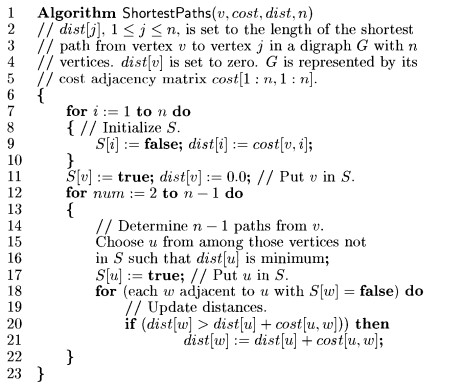 1 Algorithm ShortestPaths(v, cost, dist, n)
2 // dist[j], 1 ≤ j ≤ n, is set to the length of the shortest
3 // path from vertex v to vertex j in a digraph G with n
4 // vertices. dist[v] is set to zero. G is represented by its
5 // cost adjacency matrix cost[1 : n, 1 : n].
6 {
7 for i := 1 to n do
8 { // Initialize S.
9 S[i] := false; dist[i] := cost[v, i];
10 }
11 S[v] := true; dist[v] := 0.0; // Put v in S.
12 for num := 2 to n − 1 do
13 {
14 // Determine n − 1 paths from v.
15 Choose u from among those vertices not
16 in S such that dist[u] is minimum;
17 S[u] := true; // Put u in S.
18 for (each w adjacent to u with S[w] = false) do
19 // Update distances.
20 if (dist[w] > dist[u] + cost[u, w])) then
21 dist[w] := dist[u] + cost[u, w];
22 }
23 }